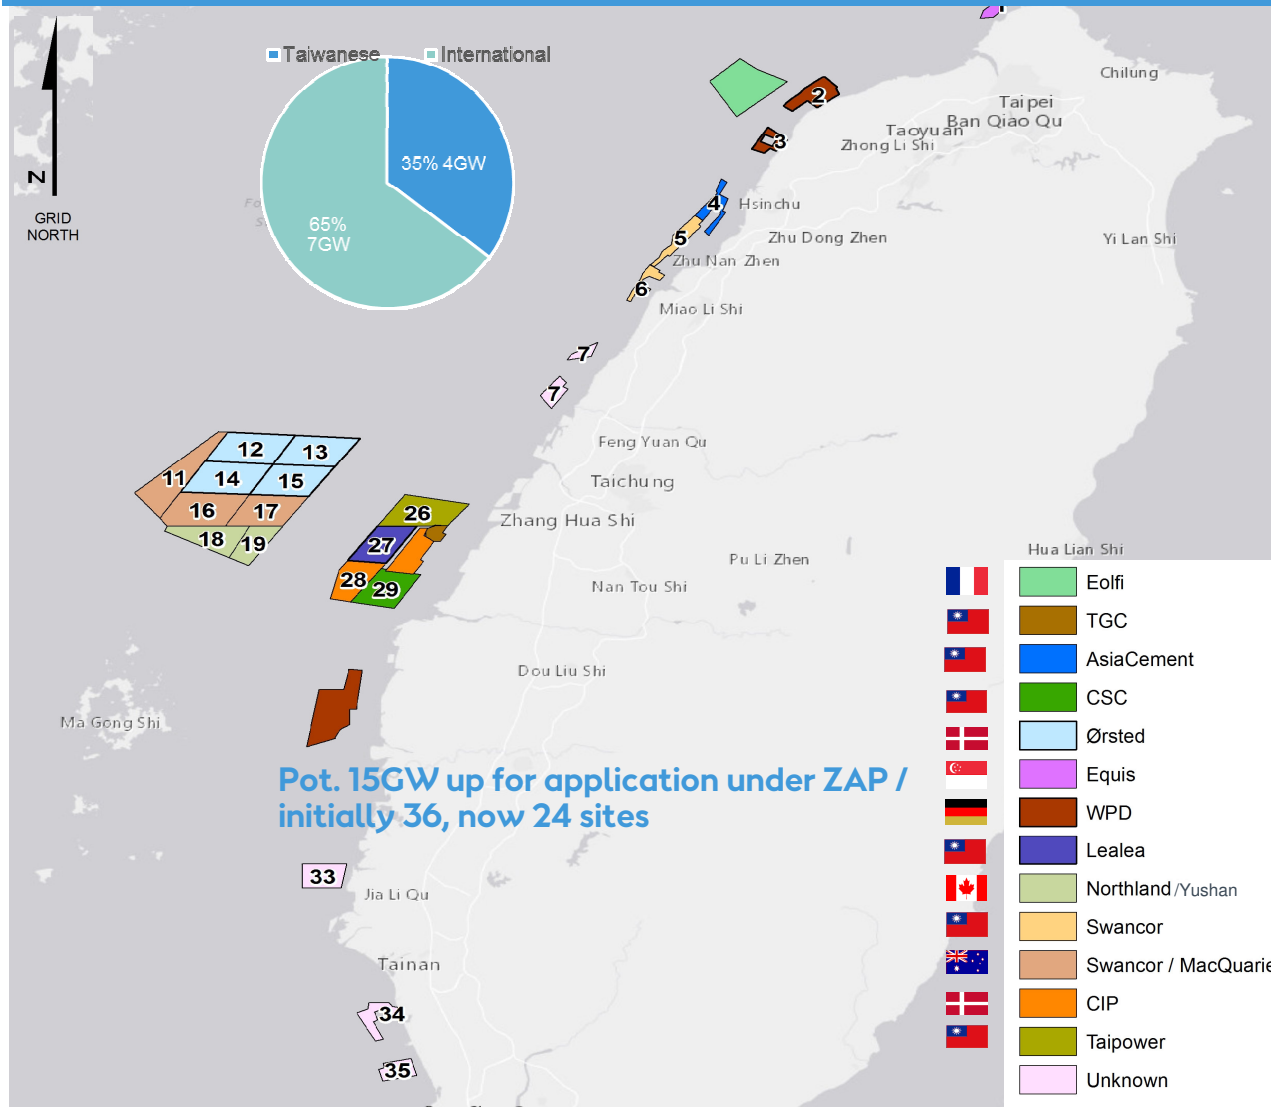 1
Taiwanese
International
35% 4GW
65%
7GW
N
GRID
NORTH
Chilung
Taipei
Ban Qiao Qu
Taoyuan
Zhong Li Shi
2
3
4
Hsinchu
5
Zhu Dong Zhen
Yi Lan Shi
Zhu Nan Zhen
6
Miao Li Shi
7
7
Feng Yuan Qu
12
13
11
14
15
Taichung
16
17
26
Zhang Hua Shi
18
19
27
Hua Lian Shi
Pu Li Zhen
28
29
Nan Tou Shi
Dou Liu Shi
Ma Gong Shi
Pot. 15GW up for application under ZAP /
initially 36, now 24 sites
33
Jia Li Qu
Tainan
34
35
Eolfi
TGC
AsiaCement
CSC
Ørsted
Equis
WPD
Lealea
Northland /Yushan
Swancor
Swancor / MacQuarie
CIP
Taipower
Unknown